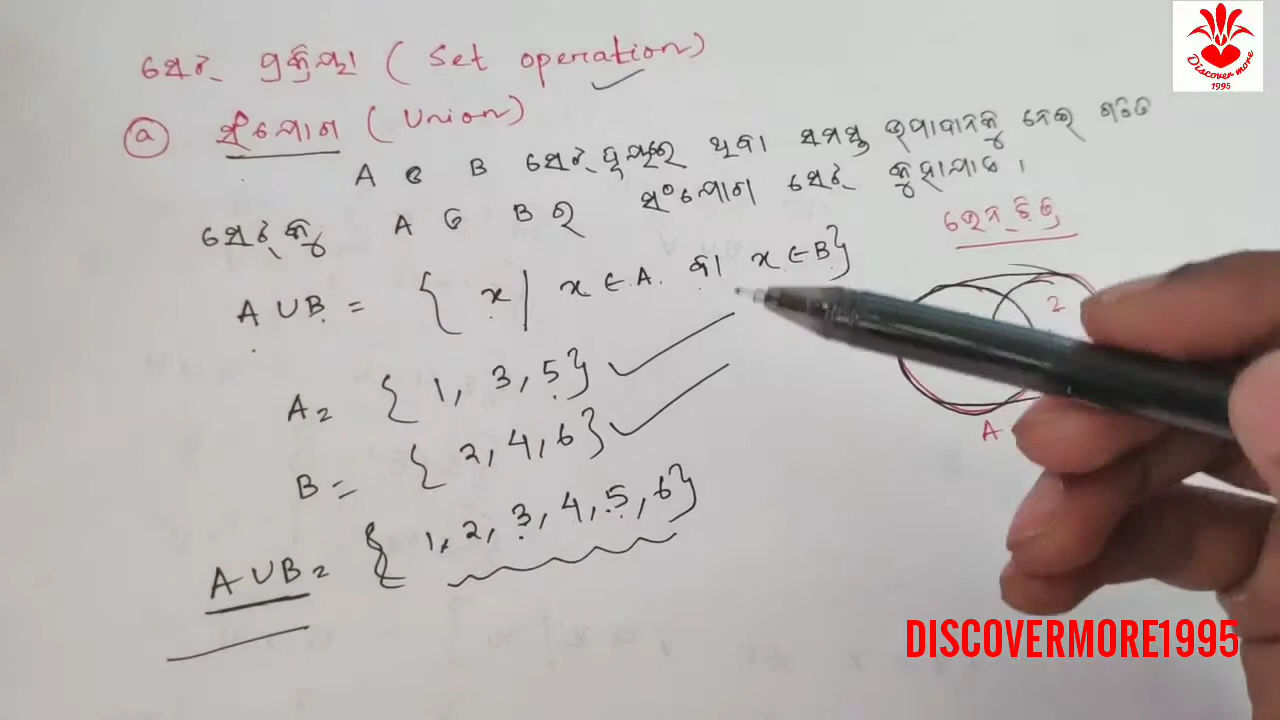 ସେଟ୍ ପ୍ରକ୍ରିୟା ( Set operation )
a ସଂଯୋଗ ( Union )
A ଓ B ସେଟ୍ ଦ୍ୱୟରେ ଥିବା ସମସ୍ତ ଉପାଦାନକୁ ନେଇ ଗଠିତ
ସେଟ୍ କୁ A ଓ B ର ସଂଯୋଗ ସେଟ୍ କୁହାଯାଏ ।
ଭେନ୍ ଚିତ୍ର
A ∪ B = { x | x ∈ A. ବା x ∈ B }
2
A = { 1, 3, 5 }
A
B = { 2, 4, 6 }
A ∪ B = { 1, 2, 3, 4, 5, 6 }
Discover more
1995
DISCOVERMORE1995